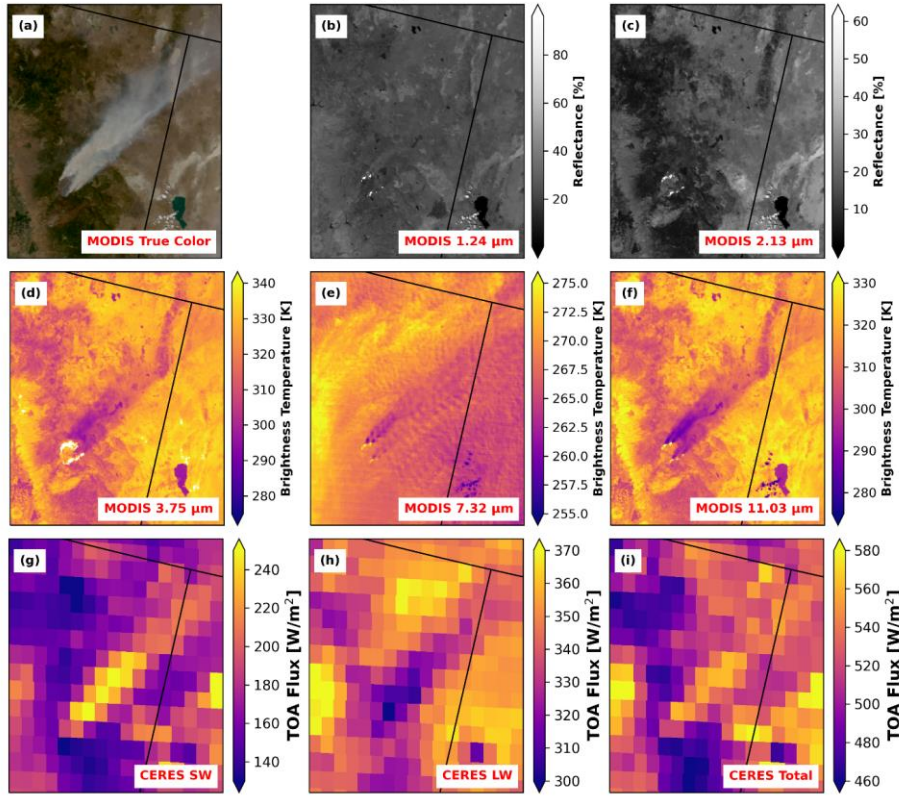 (a)
MODIS True Color
(b)
MODIS 1.24 µm
80
60
40
20
Reflectance [%]
(c)
MODIS 2.13 µm
60
50
40
30
20
10
Reflectance [%]
(d)
MODIS 3.75 µm
340
330
320
310
300
290
280
Brightness Temperature [K]
(e)
MODIS 7.32 µm
275.0
272.5
270.0
267.5
265.0
262.5
260.0
257.5
255.0
Brightness Temperature [K]
(f)
MODIS 11.03 µm
330
320
310
300
290
280
Brightness Temperature [K]
(g)
CERES SW
240
220
200
180
160
140
TOA Flux [W/m²]
(h)
CERES LW
370
360
350
340
330
320
310
300
TOA Flux [W/m²]
(i)
CERES Total
580
560
540
520
500
480
460
TOA Flux [W/m²]